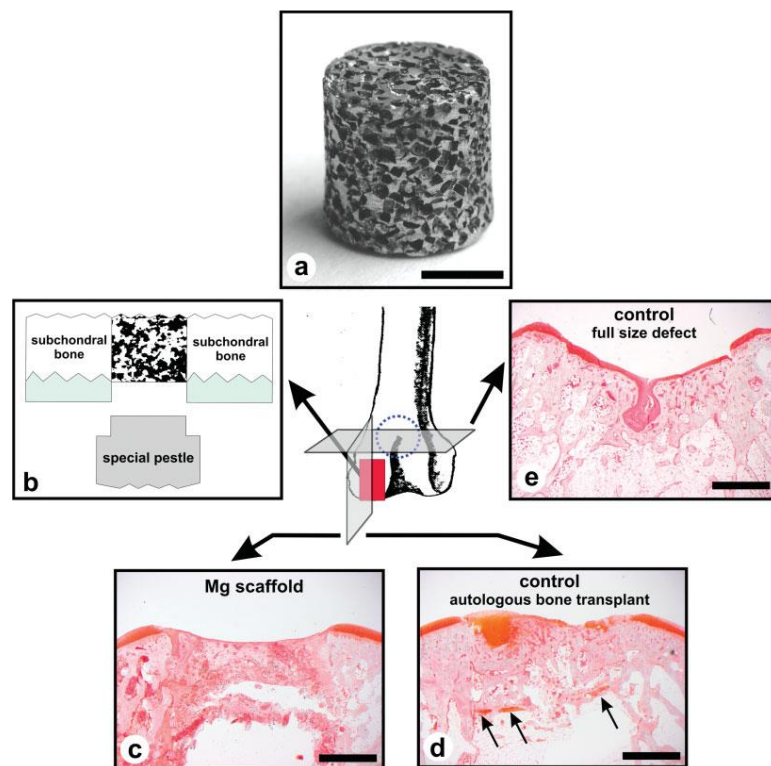 a
subchondral
bone
subchondral
bone
special pestle
b
control
full size defect
e
Mg scaffold
c
control
autologous bone transplant
d